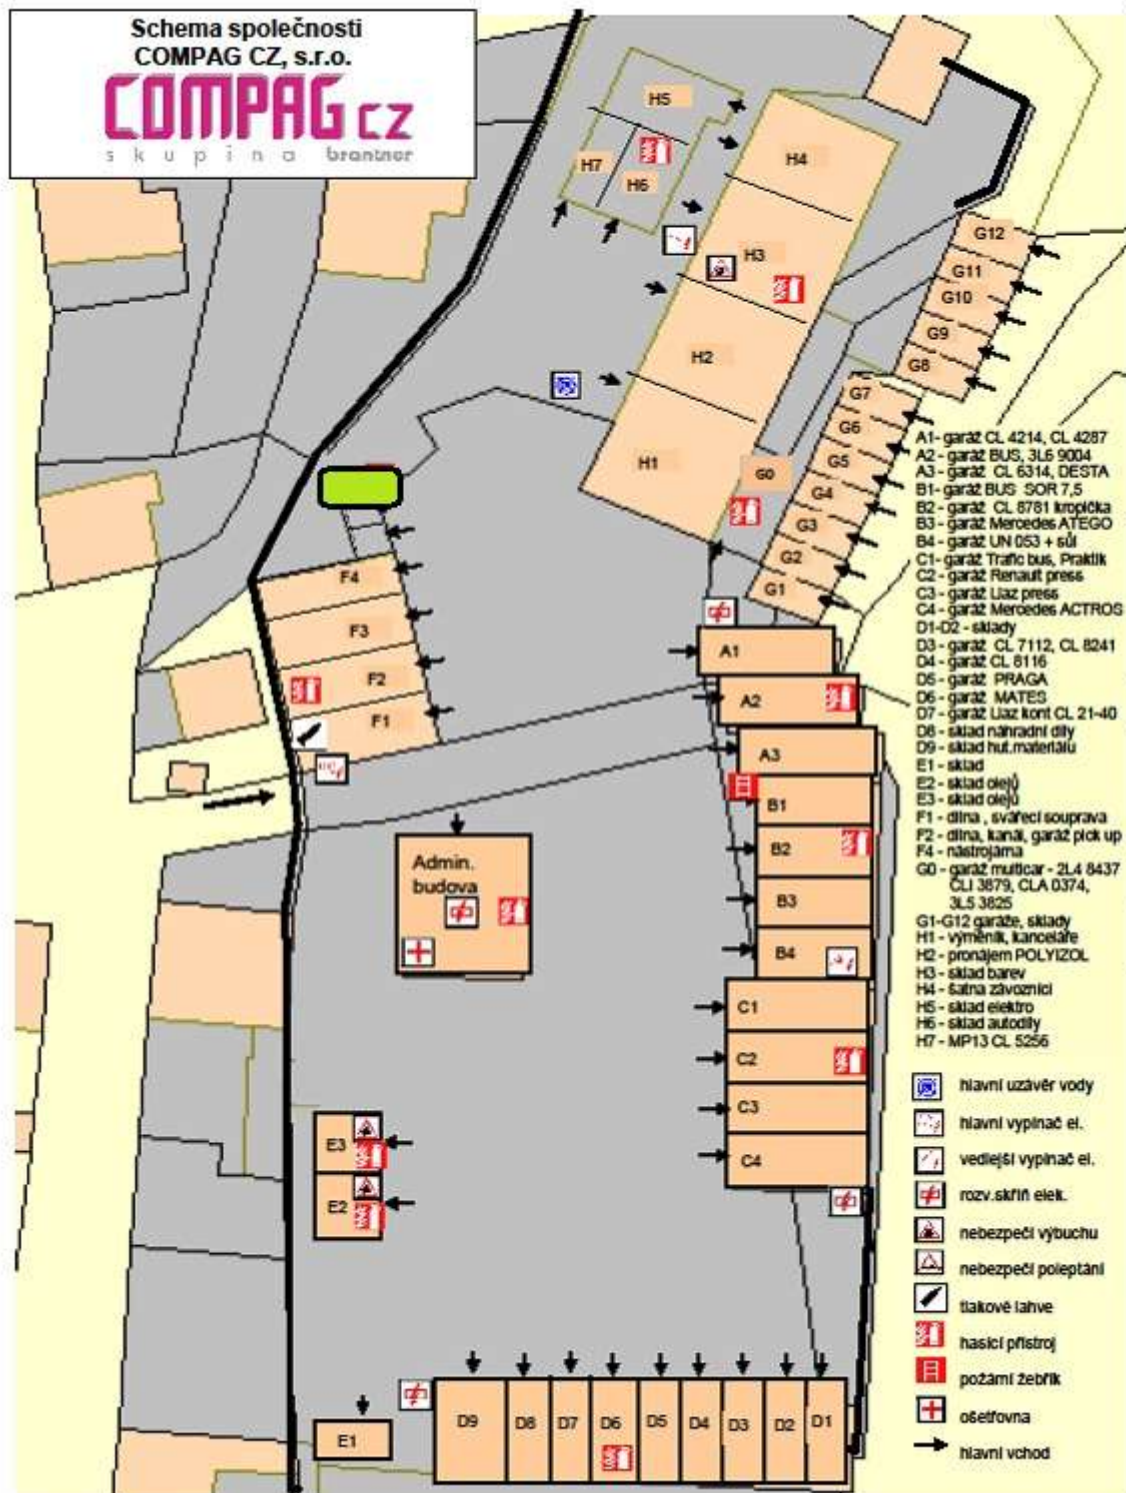 Schema společnosti
COMPAG CZ, s.r.o.
COMPAG CZ
skupina brantner
H5
H7
H6
H4
H3
H2
H1
G0
G12
G11
G10
G9
G8
G7
G6
G5
G4
G3
G2
G1
F4
F3
F2
F1
A1
A2
A3
B1
B2
B3
B4
C1
C2
C3
C4
Admin.
budova
E3
E2
E1
D9
D8
D7
D6
D5
D4
D3
D2
D1
A1- garáž CL 4214, CL 4287
A2 - garáž BUS, 3L6 9004
A3 - garáž CL 6314, DESTA
B1- garáž BUS SOR 7,5
B2 - garáž CL 8781 kropička
B3 - garáž Mercedes ATEGO
B4 - garáž UN 053 + sůl
C1- garáž Trafic bus, Praktik
C2 - garáž Renault press
C3 - garáž Liaz press
C4 - garáž Mercedes ACTROS
D1-D2 - sklady
D3 - garáž CL 7112, CL 8241
D4 - garáž CL 8116
D5 - garáž PRAGA
D6 - garáž MATES
D7 - garáž Liaz kont CL 21-40
D8 - sklad náhradní díly
D9 - sklad hut.materiálu
E1 - sklad
E2 - sklad olejů
E3 - sklad olejů
F1 - dílna , svářecí souprava
F2 - dílna, kanál, garáž pick up
F4 - nástrojárna
G0 - garáž multicar - 2L4 8437
CLI 3879, CLA 0374,
3L5 3825
G1-G12 garáže, sklady
H1 - výměník, kanceláře
H2 - pronájem POLYIZOL
H3 - sklad barev
H4 - šatna závozníci
H5 - sklad elektro
H6 - sklad autodíly
H7 - MP13 CL 5256
hlavní uzávěr vody
hlavní vypínač el.
vedlejší vypínač el.
rozv.skříň elek.
nebezpečí výbuchu
nebezpečí poleptání
tlakové lahve
hasící přístroj
požární žebřík
ošetřovna
hlavní vchod